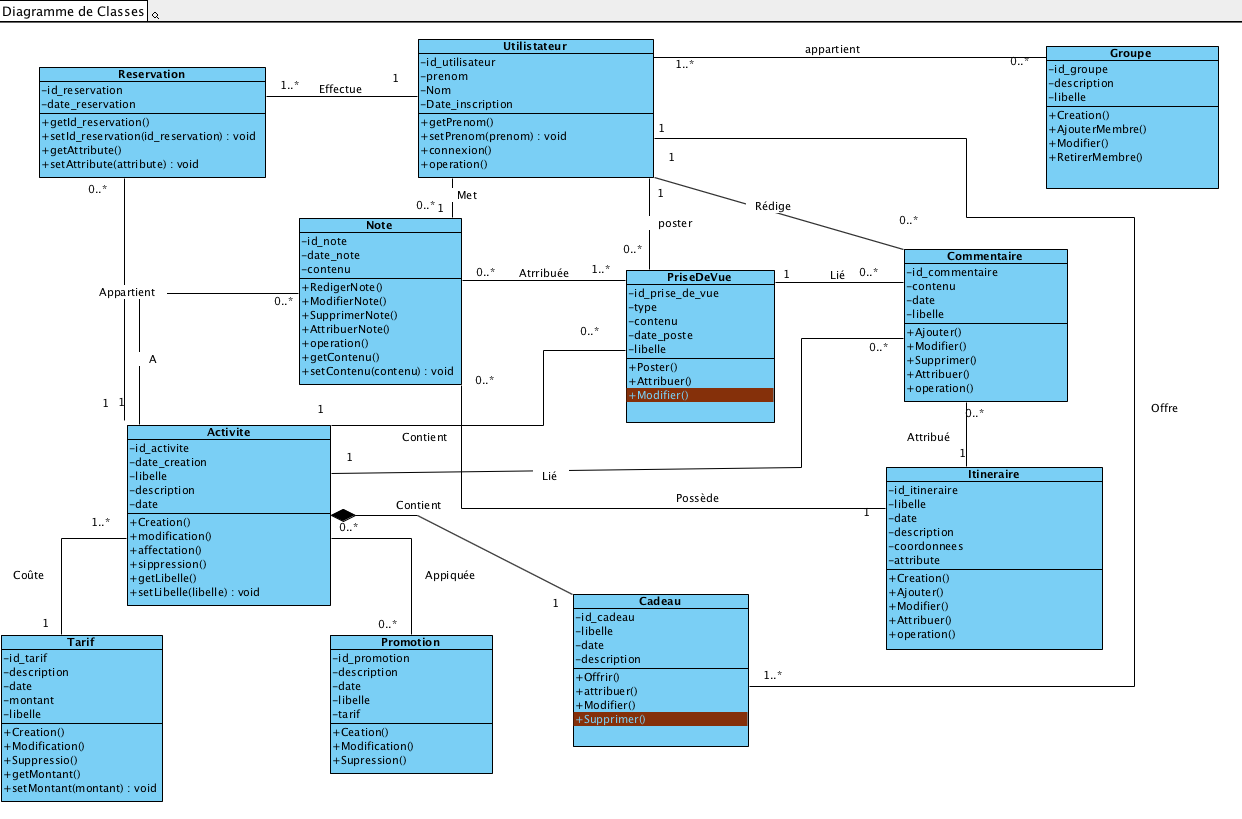 Diagramme de Classes
Utilistateur
-id_utilisateur
-prenom
-Nom
-Date_inscription
+getPrenom()
+setPrenom(prenom) : void
+connexion()
+operation()
appartient
1..*
0..*
Groupe
-id_groupe
-description
-libelle
+Creation()
+AjouterMembre()
+Modifier()
+RetirerMembre()
Reservation
-id_reservation
-date_reservation
+getId_reservation()
+setId_reservation(id_reservation) : void
+getAttribute()
+setAttribute(attribute) : void
1..*
Effectue
1
1
1
0..*
Met
0..*
1
1
poster
0..*
Rédige
0..*
Note
-id_note
-date_note
-contenu
+RedigerNote()
+ModifierNote()
+SupprimerNote()
+AttribuerNote()
+operation()
+getContenu()
+setContenu(contenu) : void
0..*
Atrribuée
1..*
PriseDeVue
-id_prise_de_vue
-type
-contenu
-date_poste
-libelle
+Poster()
+Attribuer()
+Modifier()
1
Lié
0..*
Commentaire
-id_commentaire
-contenu
-date
-libelle
+Ajouter()
+Modifier()
+Supprimer()
+Attribuer()
+operation()
Appartient
0..*
A
0..*
0..*
0..*
1
1
1
Contient
1
Lié
0..*
Attribué
1
Offre
Activite
-id_activite
-date_creation
-libelle
-description
-date
+Creation()
+modification()
+affectation()
+sippression()
+getLibelle()
+setLibelle(libelle) : void
Contient
0..*
Possède
1
Itineraire
-id_itineraire
-libelle
-date
-description
-coordonnees
-attribute
+Creation()
+Ajouter()
+Modifier()
+Attribuer()
+operation()
1..*
Coûte
1
Appiquée
0..*
1
Tarif
-id_tarif
-description
-date
-montant
-libelle
+Creation()
+Modification()
+Suppressio()
+getMontant()
+setMontant(montant) : void
Promotion
-id_promotion
-description
-date
-libelle
-tarif
+Ceation()
+Modification()
+Supression()
Cadeau
-id_cadeau
-libelle
-date
-description
+Offrir()
+attribuer()
+Modifier()
+Supprimer()
1..*